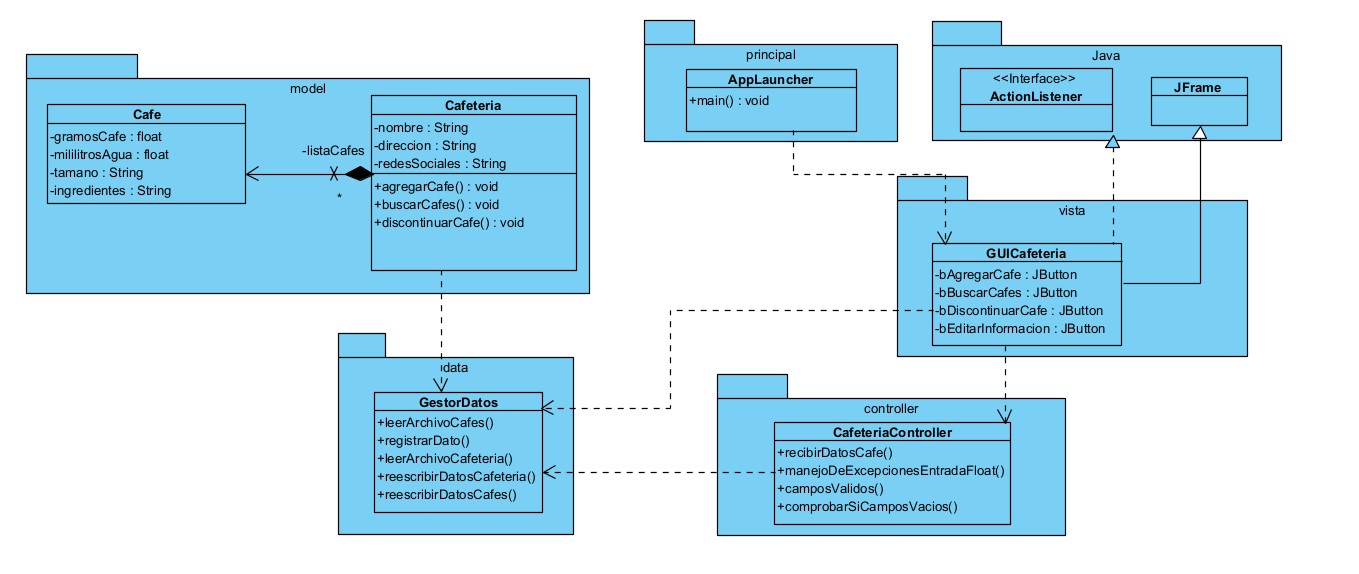 model
Cafe
-gramosCafe : float
-mililitrosAgua : float
-tamano : String
-ingredientes : String
-listaCafes
*
Cafeteria
-nombre : String
-direccion : String
-redesSociales : String
+agregarCafe() : void
+buscarCafes() : void
+discontinuarCafe() : void
principal
AppLauncher
+main() : void
Java
<<Interface>>
ActionListener
JFrame
vista
GUICafeteria
-bAgregarCafe : JButton
-bBuscarCafes : JButton
-bDiscontinuarCafe : JButton
-bEditarInformacion : JButton
data
GestorDatos
+leerArchivoCafes()
+registrarDato()
+leerArchivoCafeteria()
+reescribirDatosCafeteria()
+reescribirDatosCafes()
controller
CafeteriaController
+recibirDatosCafe()
+manejoDeExcepcionesEntradaFloat()
+camposValidos()
+comprobarSiCamposVacios()